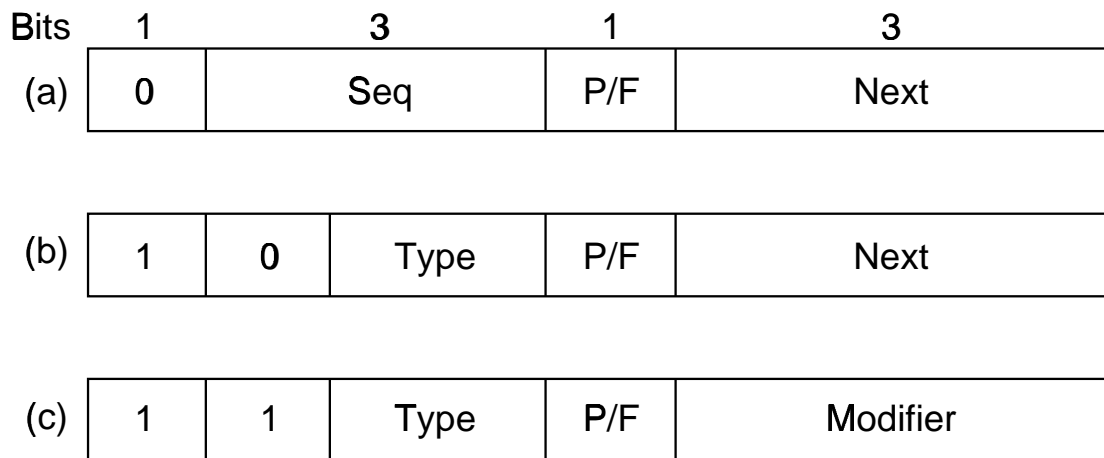 Bits 1 3 1 3
(a) 0 Seq P/F Next
(b) 1 0 Type P/F Next
(c) 1 1 Type P/F Modifier